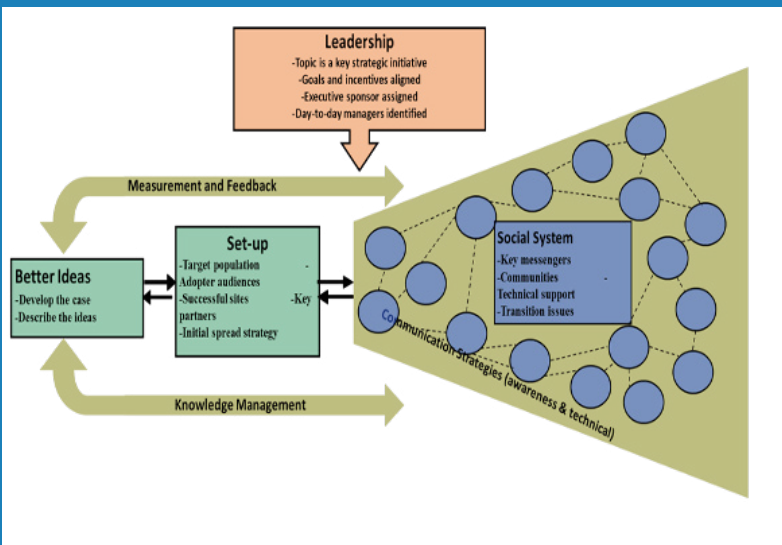 Leadership
-Topic is a key strategic initiative
-Goals and incentives aligned
-Executive sponsor assigned
-Day-to-day managers identified
Measurement and Feedback
Better Ideas
-Develop the case
-Describe the ideas
Set-up
-Target population -
Adopter audiences
-Successful sites -Key
partners
-Initial spread strategy
Social System
-Key messengers
-Communities -
Technical support
-Transition issues
Communication Strategies (awareness & technical)
Knowledge Management